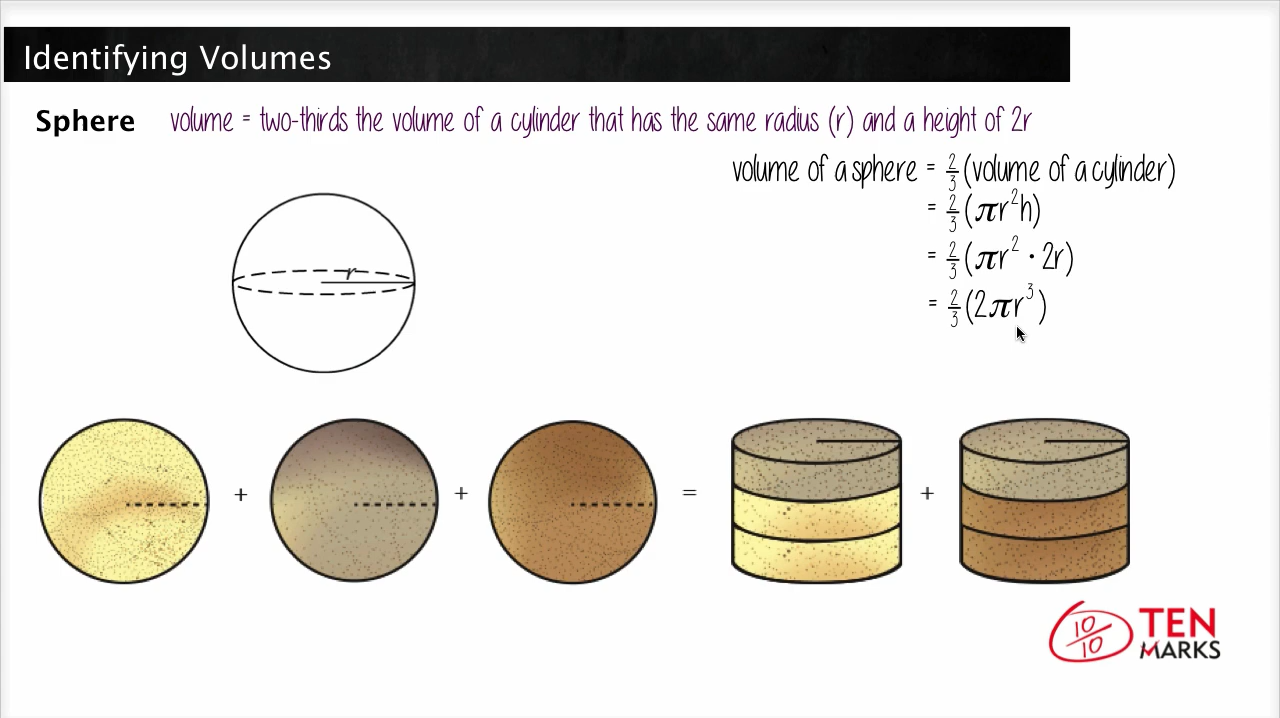 Identifying Volumes
Sphere volume = two-thirds the volume of a cylinder that has the same radius (r) and a height of 2r
volume of a sphere = 2/3 (volume of a cylinder)
= 2/3 (πr²h)
= 2/3 (πr² · 2r)
= 2/3 (2πr³)
r
+ + = +
10/10 TEN
MARKS